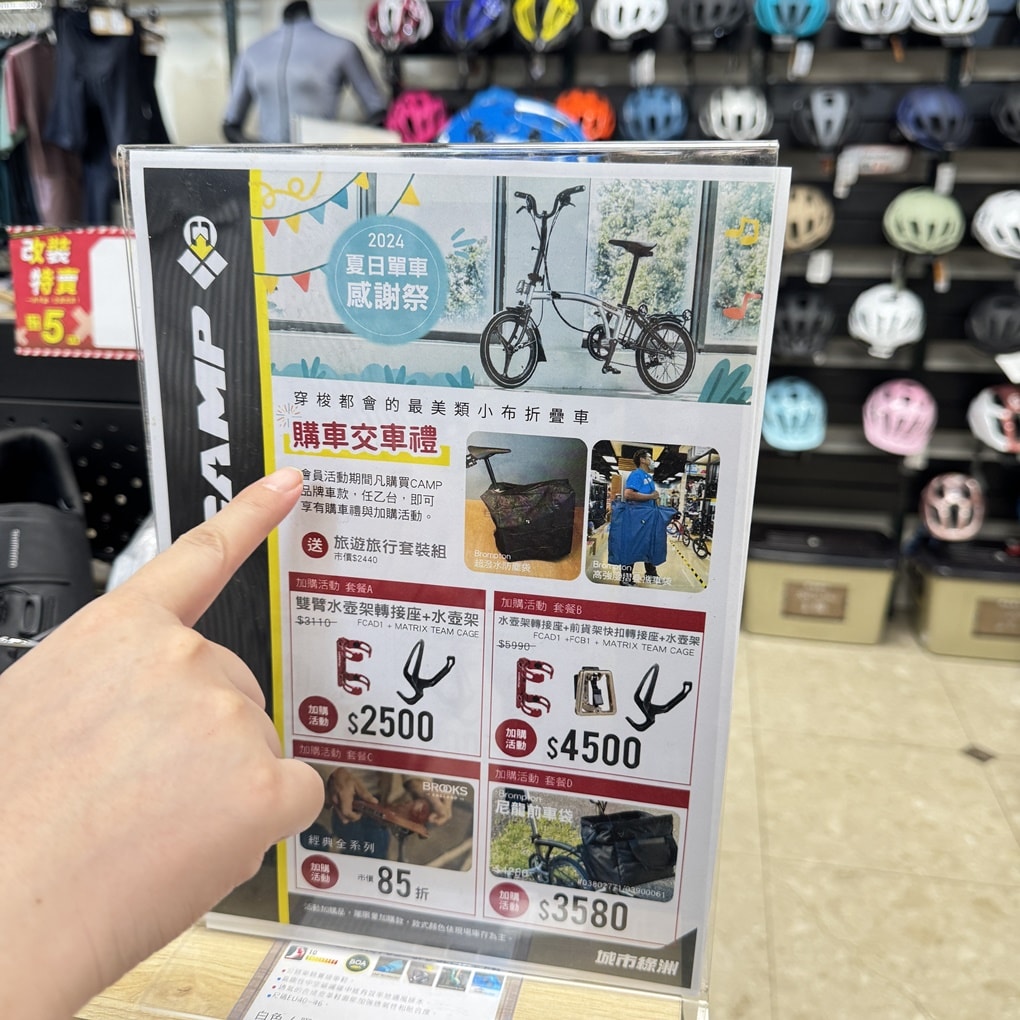 改裝
特賣
5
CAMP
2024
夏日單車
感謝祭
穿梭都會的最美類小布折疊車
購車交車禮
會員活動期間凡購買CAMP
品牌車款,任乙台,即可
享有購車禮與加購活動。
送 旅遊旅行套裝組
市價$2440
Brompton
超潑水防塵袋
Brompton
加購活動 套餐A
雙臂水壺架轉接座+水壺架
$3110
FCAD1 + MATRIX TEAM CAGE
加購
活動
$2500
加購活動 套餐B
水壺架轉接座+前貨架快扣轉接座+水壺架
FCAD1 +FCB1 + MATRIX TEAM CAGE
$5990
加購
活動
$4500
加購活動 套餐C
BROOKS
ENGLAND
經典全系列
加購
活動
市價 85折
加購活動 套餐D
Brompton
尼龍前車袋
加購
活動
$3580
城市綠洲
BOA